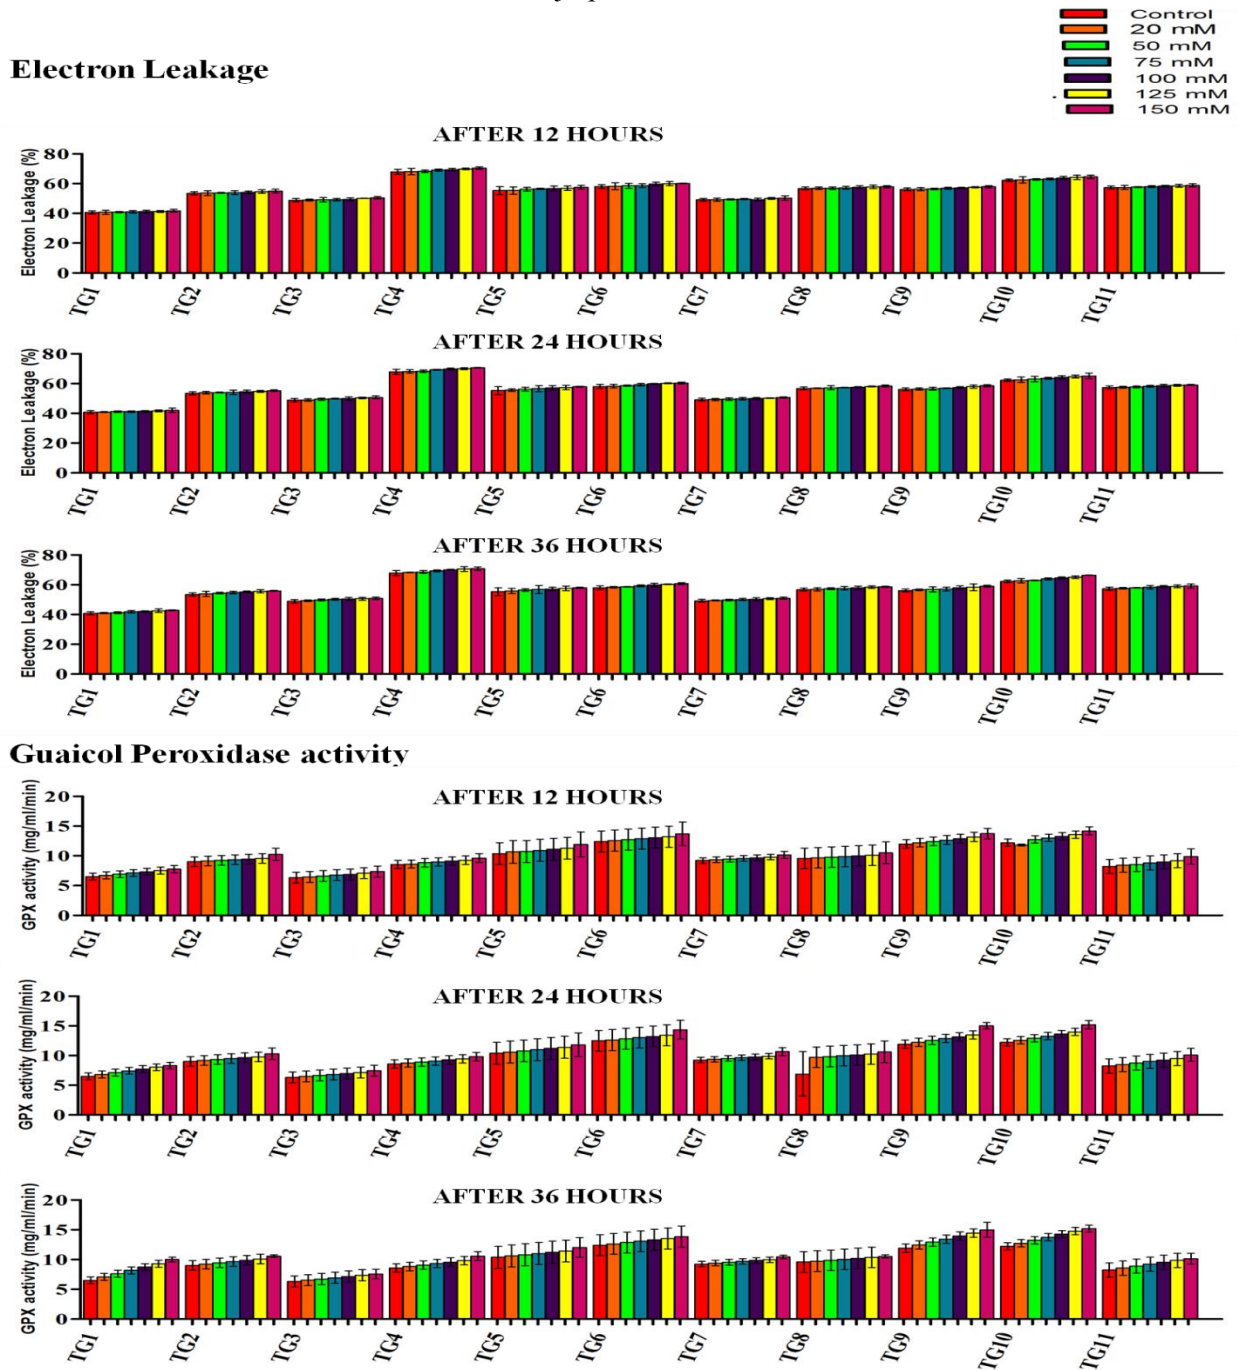 Control
20 mM
50 mM
75 mM
100 mM
125 mM
150 mM
Electron Leakage
AFTER 12 HOURS
Electron Leakage (%)
80
60
40
20
0
TG1 TG2 TG3 TG4 TG5 TG6 TG7 TG8 TG9 TG10 TG11
AFTER 24 HOURS
Electron Leakage (%)
80
60
40
20
0
TG1 TG2 TG3 TG4 TG5 TG6 TG7 TG8 TG9 TG10 TG11
AFTER 36 HOURS
Electron Leakage (%)
80
60
40
20
0
TG1 TG2 TG3 TG4 TG5 TG6 TG7 TG8 TG9 TG10 TG11
Guaicol Peroxidase activity
AFTER 12 HOURS
GPX activity (mg/ml/min)
20
15
10
5
0
TG1 TG2 TG3 TG4 TG5 TG6 TG7 TG8 TG9 TG10 TG11
AFTER 24 HOURS
GPX activity (mg/ml/min)
20
15
10
5
0
TG1 TG2 TG3 TG4 TG5 TG6 TG7 TG8 TG9 TG10 TG11
AFTER 36 HOURS
GPX activity (mg/ml/min)
20
15
10
5
0
TG1 TG2 TG3 TG4 TG5 TG6 TG7 TG8 TG9 TG10 TG11